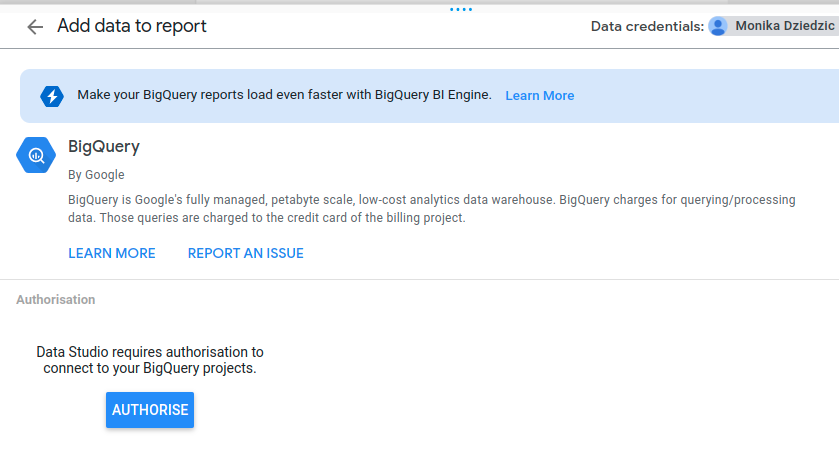 Add data to report
Data credentials: Monika Dziedzic
Make your BigQuery reports load even faster with BigQuery BI Engine. Learn More
BigQuery
By Google
BigQuery is Google's fully managed, petabyte scale, low-cost analytics data warehouse. BigQuery charges for querying/processing
data. Those queries are charged to the credit card of the billing project.
LEARN MORE REPORT AN ISSUE
Authorisation
Data Studio requires authorisation to
connect to your BigQuery projects.
AUTHORISE